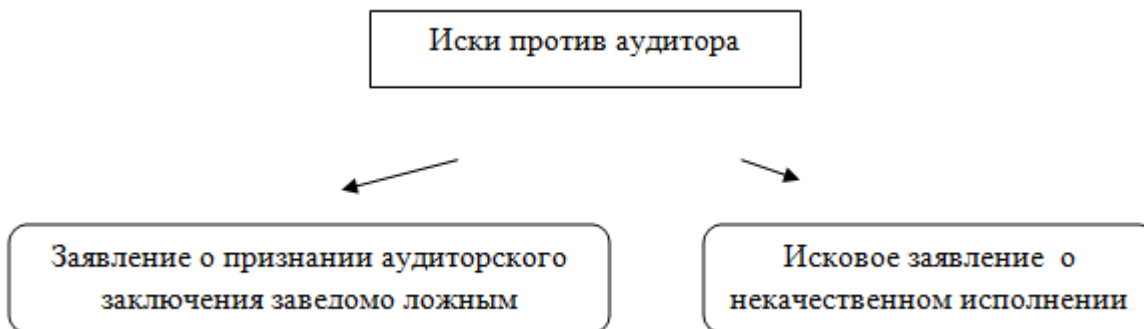 Иски против аудитора
Заявление о признании аудиторского
заключения заведомо ложным
Исковое заявление о
некачественном исполнении